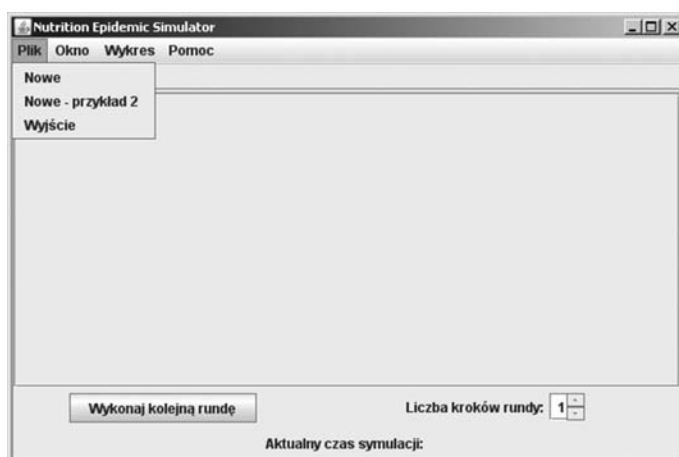 Nutrition Epidemic Simulator
Plik Okno Wykres Pomoc
Nowe
Nowe - przykład 2
Wyjście
Wykonaj kolejną rundę
Liczba kroków rundy: 1
Aktualny czas symulacji: